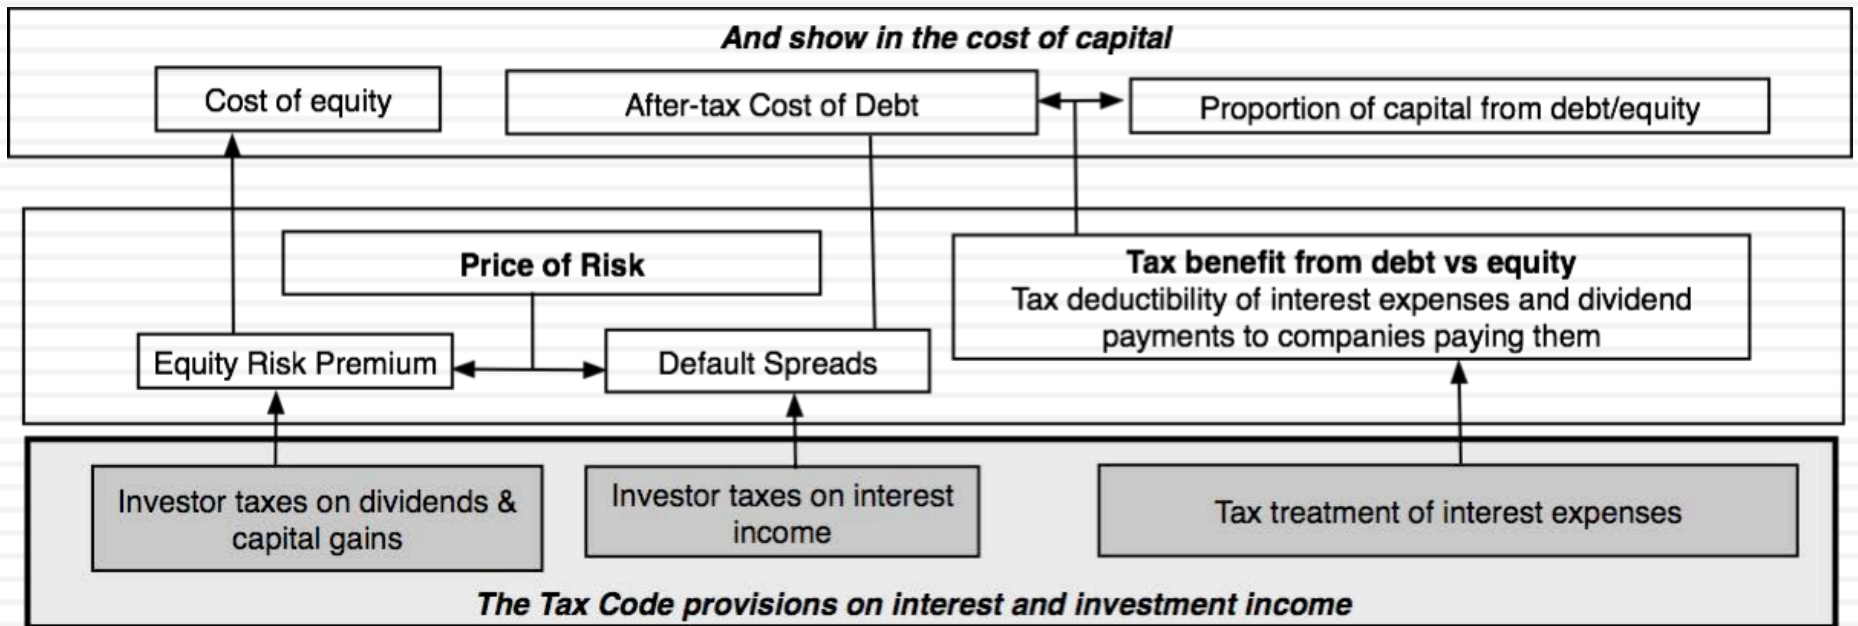 And show in the cost of capital
Cost of equity
After-tax Cost of Debt
Proportion of capital from debt/equity
Price of Risk
Tax benefit from debt vs equity
Tax deductibility of interest expenses and dividend
payments to companies paying them
Equity Risk Premium
Default Spreads
Investor taxes on dividends &
capital gains
Investor taxes on interest
income
Tax treatment of interest expenses
The Tax Code provisions on interest and investment income